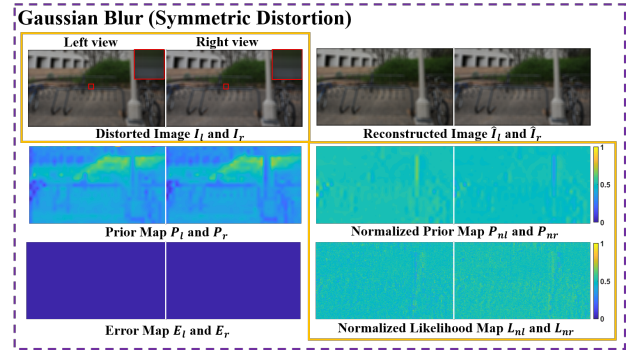 Gaussian Blur (Symmetric Distortion)
Left view Right view
Distorted Image I_l and I_r
Reconstructed Image Î_l and Î_r
Prior Map P_l and P_r
Normalized Prior Map P_nl and P_nr
1
0.5
0
Error Map E_l and E_r
Normalized Likelihood Map L_nl and L_nr
1
0.5
0